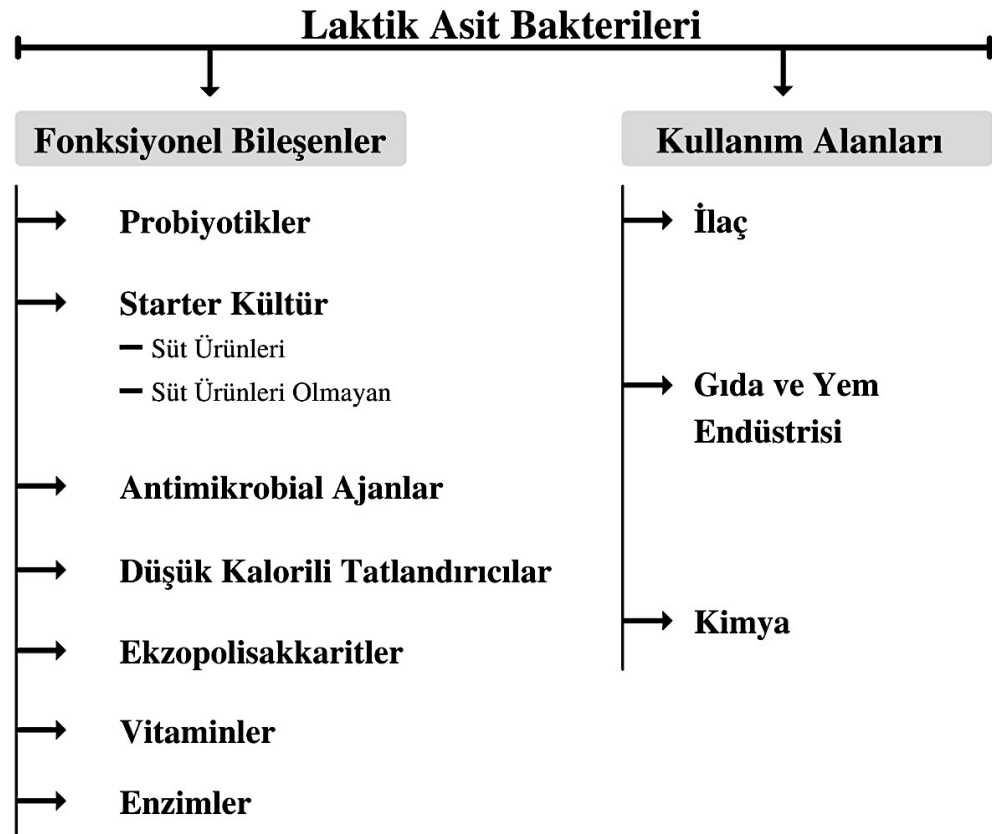 Laktik Asit Bakterileri
Fonksiyonel Bileşenler
Probiyotikler
Starter Kültür
Süt Ürünleri
Süt Ürünleri Olmayan
Antimikrobial Ajanlar
Düşük Kalorili Tatlandırıcılar
Ekzopolisakkaritler
Vitaminler
Enzimler
Kullanım Alanları
İlaç
Gıda ve Yem
Endüstrisi
Kimya